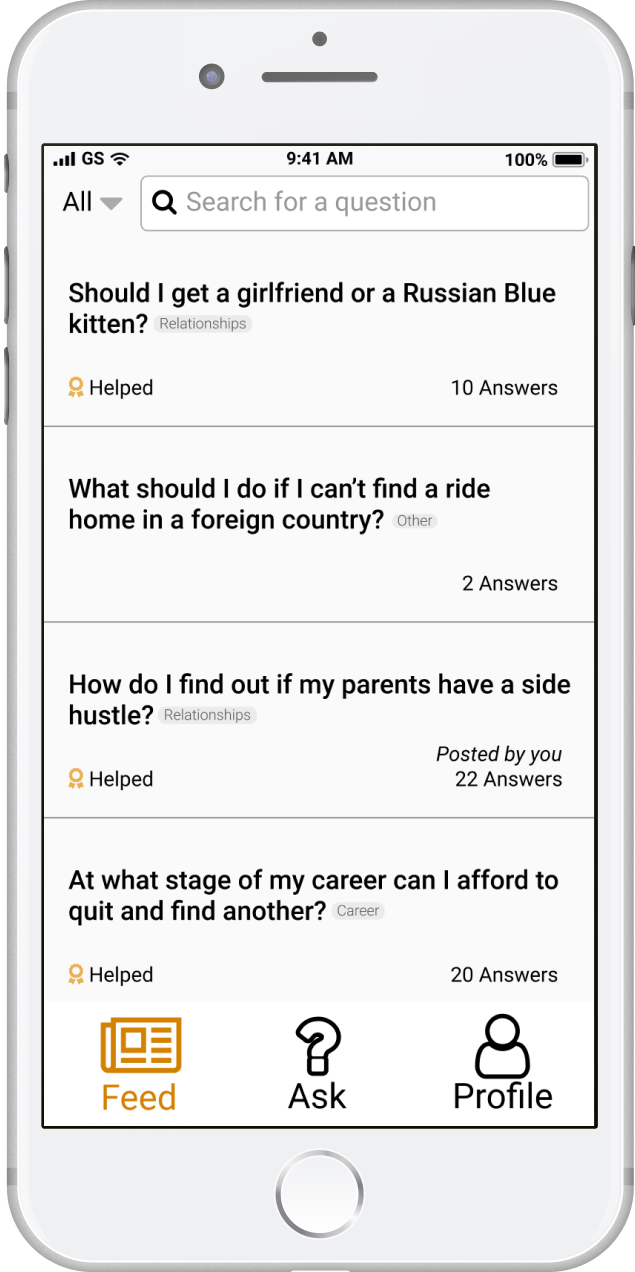 GS 9:41 AM 100%
All Search for a question
Should I get a girlfriend or a Russian Blue
kitten? Relationships
Helped 10 Answers
What should I do if I can’t find a ride
home in a foreign country? Other
2 Answers
How do I find out if my parents have a side
hustle? Relationships
Posted by you
Helped 22 Answers
At what stage of my career can I afford to
quit and find another? Career
Helped 20 Answers
Feed Ask Profile